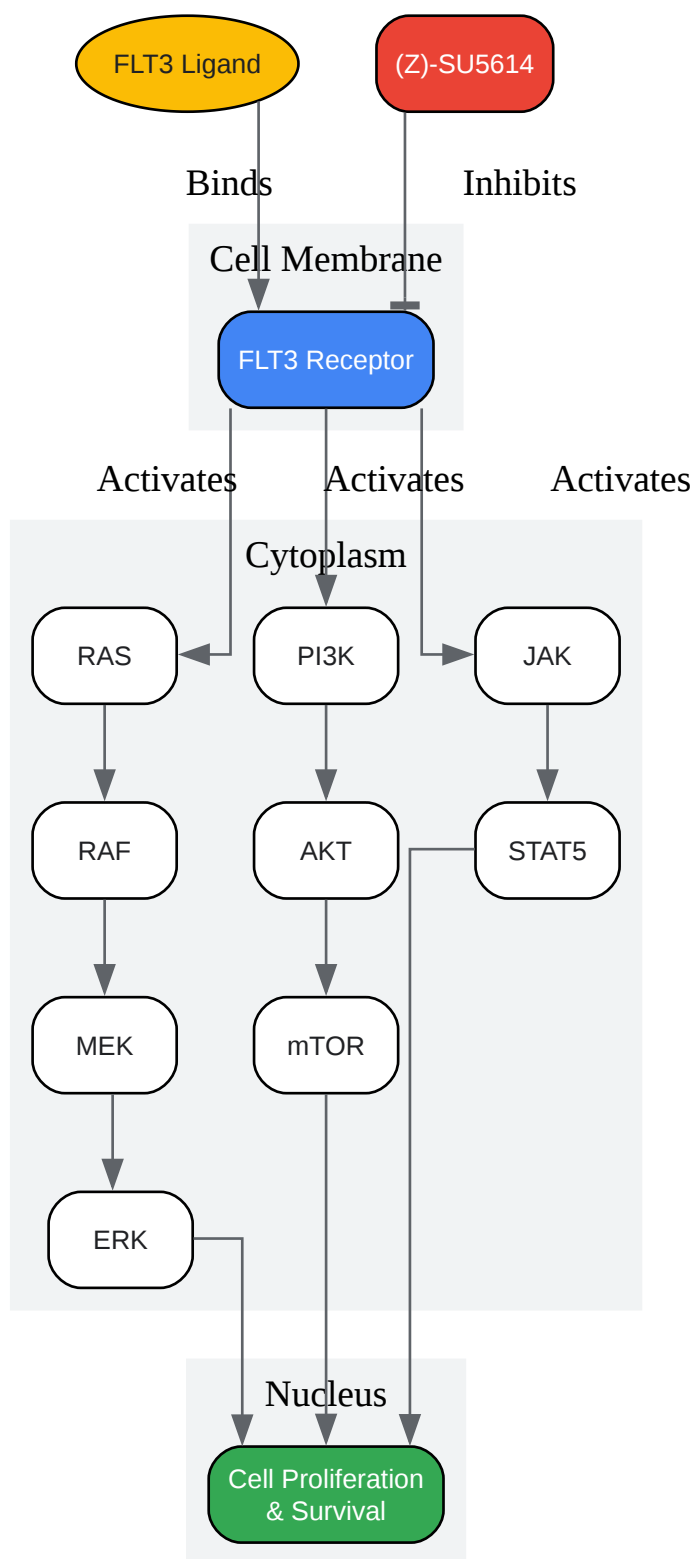 FLT3 Ligand
(Z)-SU5614
Binds
Inhibits
Cell Membrane
FLT3 Receptor
Activates
Activates
Activates
Cytoplasm
RAS
PI3K
JAK
RAF
AKT
STAT5
MEK
mTOR
ERK
Nucleus
Cell Proliferation
& Survival